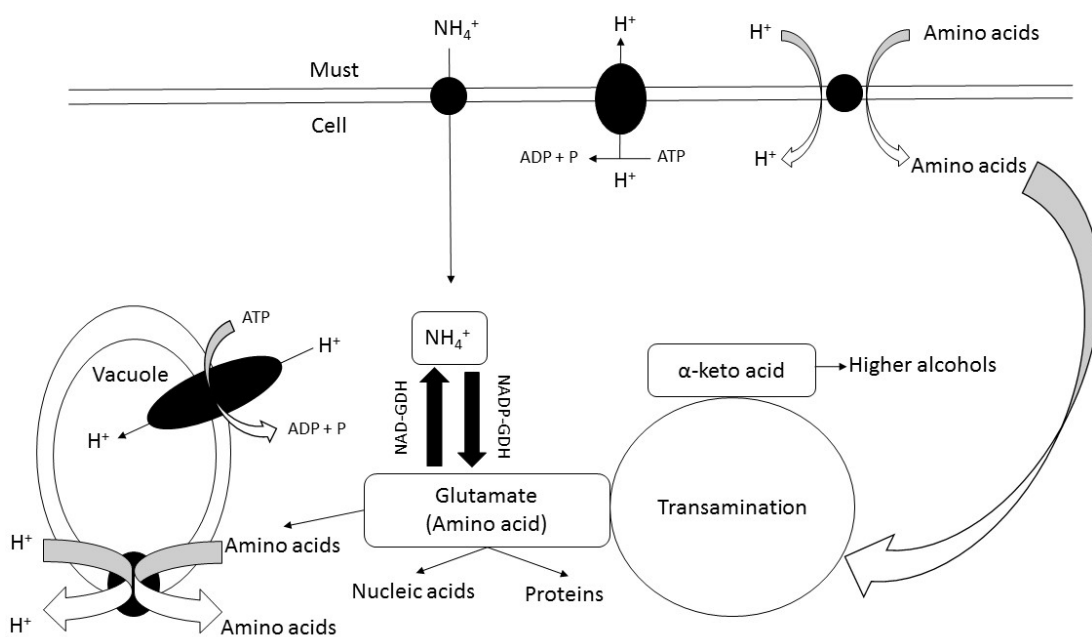 NH₄⁺
H⁺
H⁺
Amino acids
Must
Cell
ADP + P
ATP
H⁺
H⁺
Amino acids
ATP
H⁺
Vacuole
H⁺
ADP + P
NH₄⁺
NAD-GDH
NADP-GDH
α-keto acid
Higher alcohols
Glutamate
(Amino acid)
Transamination
H⁺
Amino acids
Nucleic acids
Proteins
H⁺
Amino acids